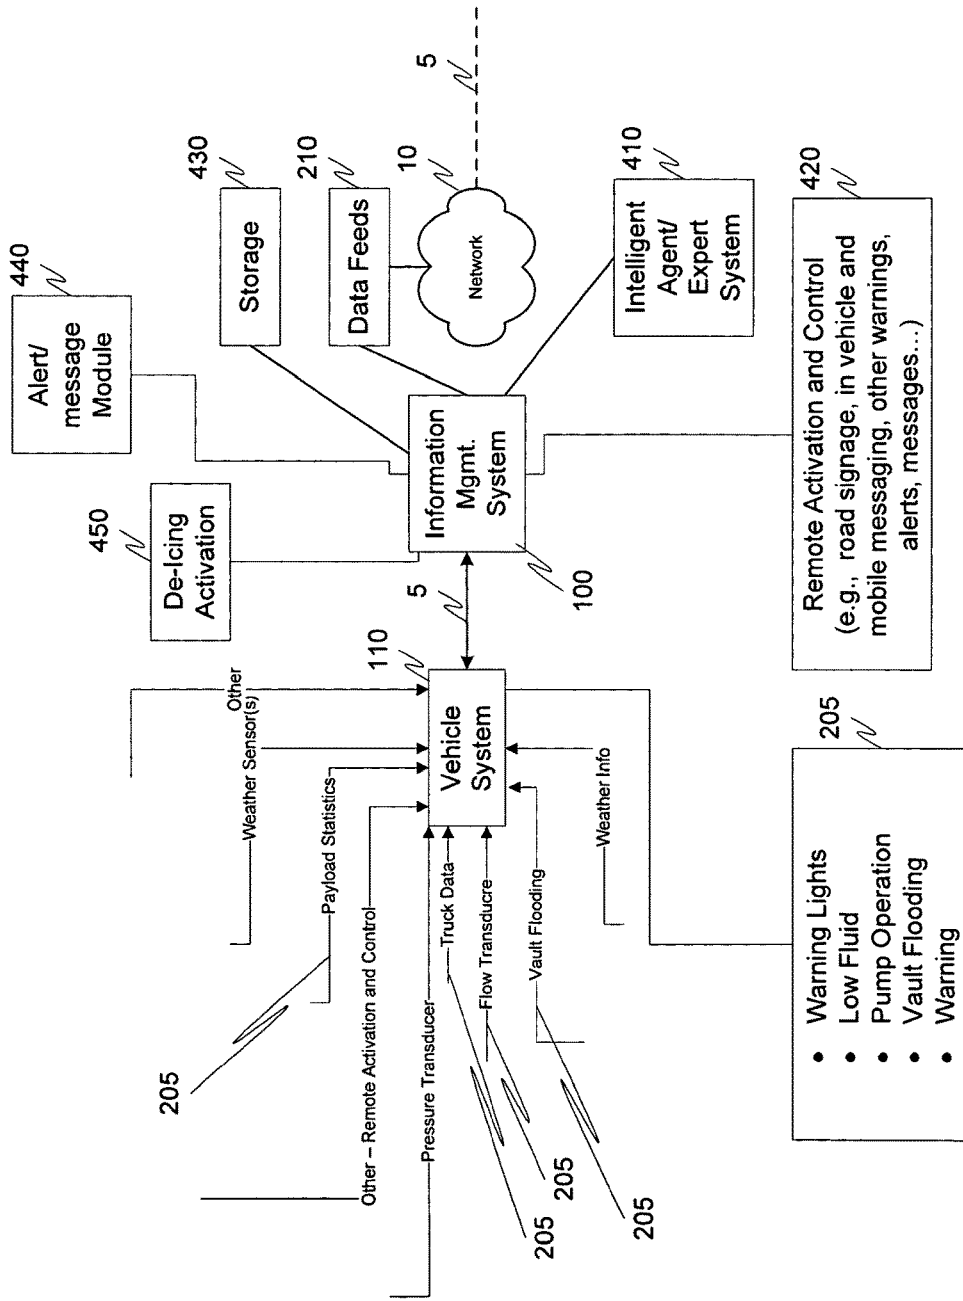 440
Alert/
message
Module
430
Storage
210
Data Feeds
10
Network
5
450
De-Icing
Activation
Information
Mgmt.
System
100
410
Intelligent
Agent/
Expert
System
420
Remote Activation and Control
(e.g., road signage, in vehicle and
mobile messaging, other warnings,
alerts, messages...)
5
110
Vehicle
System
Other
Weather Sensor(s)
Payload Statistics
205
Other – Remote Activation and Control
Pressure Transducer
Truck Data
205
Flow Transducre
205
Vault Flooding
205
Weather Info
205
• Warning Lights
• Low Fluid
• Pump Operation
• Vault Flooding
• Warning